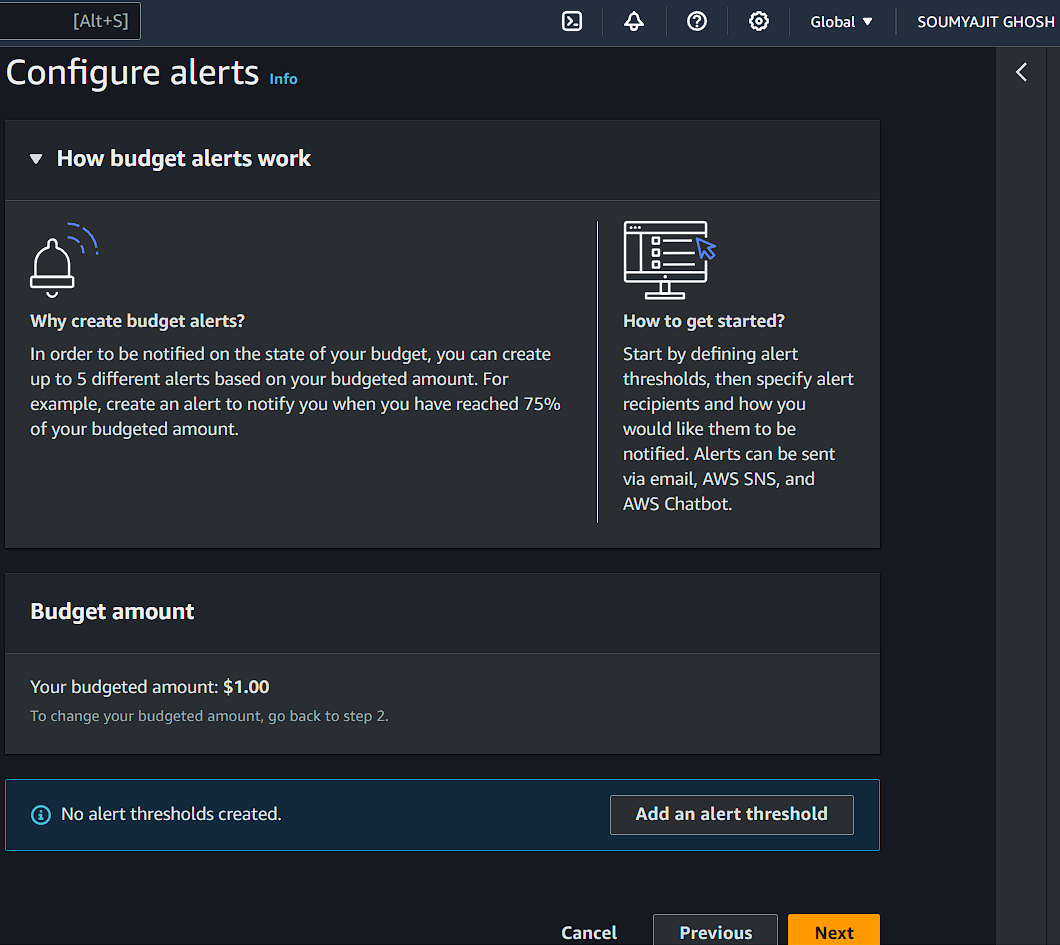 [Alt+S]
Global
SOUMYAJIT GHOSH
Configure alerts Info
How budget alerts work
Why create budget alerts?
In order to be notified on the state of your budget, you can create
up to 5 different alerts based on your budgeted amount. For
example, create an alert to notify you when you have reached 75%
of your budgeted amount.
How to get started?
Start by defining alert
thresholds, then specify alert
recipients and how you
would like them to be
notified. Alerts can be sent
via email, AWS SNS, and
AWS Chatbot.
Budget amount
Your budgeted amount: $1.00
To change your budgeted amount, go back to step 2.
No alert thresholds created.
Add an alert threshold
Cancel
Previous
Next